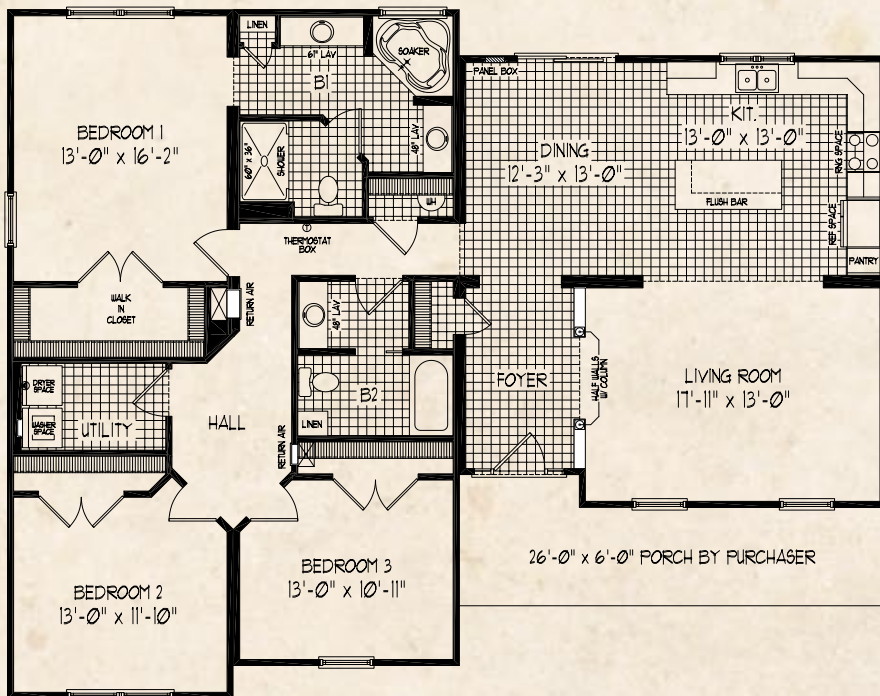 LINEN
6' LAV
SOAKER
B1
PANEL BOX
BEDROOM 1
13'-0" x 16'-2"
60" x 36"
SHOWER
48" LAV
WH
DINING
12'-3" x 13'-0"
KIT.
13'-0" x 13'-0"
RNG SPACE
FLUSH BAR
REF SPACE
PANTRY
THERMOSTAT
BOX
WALK
IN
CLOSET
RETURN AIR
48" LAV
FOYER
HALF WALLS
W/ COLUMN
LIVING ROOM
17'-11" x 13'-0"
DRYER
SPACE
WASHER
SPACE
UTILITY
HALL
B2
LINEN
RETURN AIR
BEDROOM 2
13'-0" x 11'-10"
BEDROOM 3
13'-0" x 10'-11"
26'-0" x 6'-0" PORCH BY PURCHASER